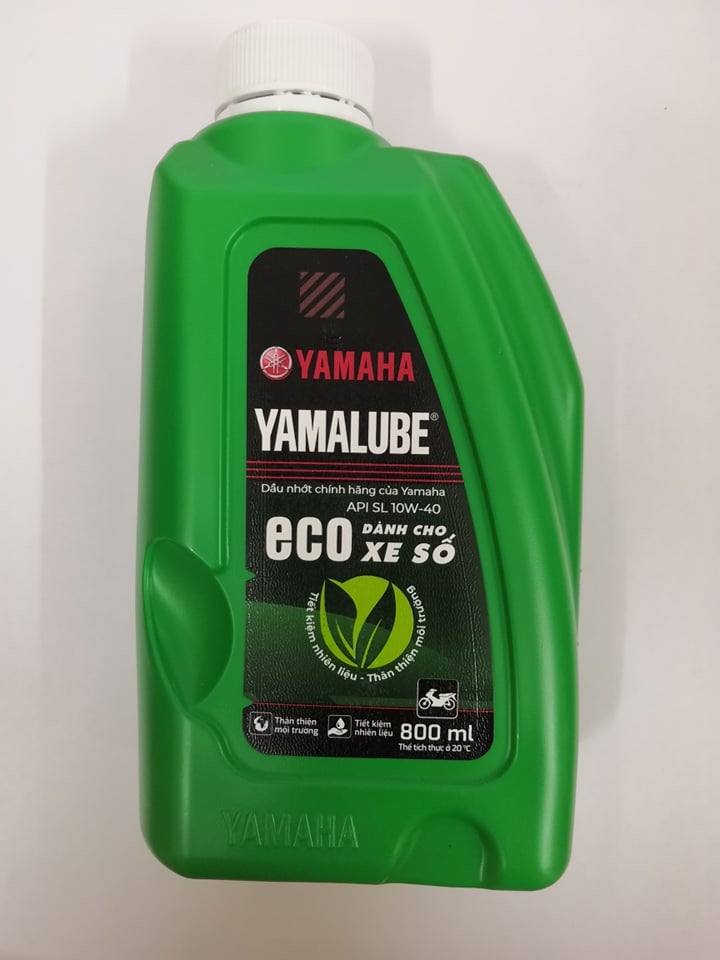 YAMAHA
YAMALUBE®
Dầu nhớt chính hãng của Yamaha
API SL 10W-40
eco DÀNH CHO
XE SỐ
Tiết kiệm nhiên liệu - Thân thiện môi trường
Thân thiện
môi trường
Tiết kiệm
nhiên liệu
800 ml
Thể tích thực ở 20 °C
YAMAHA